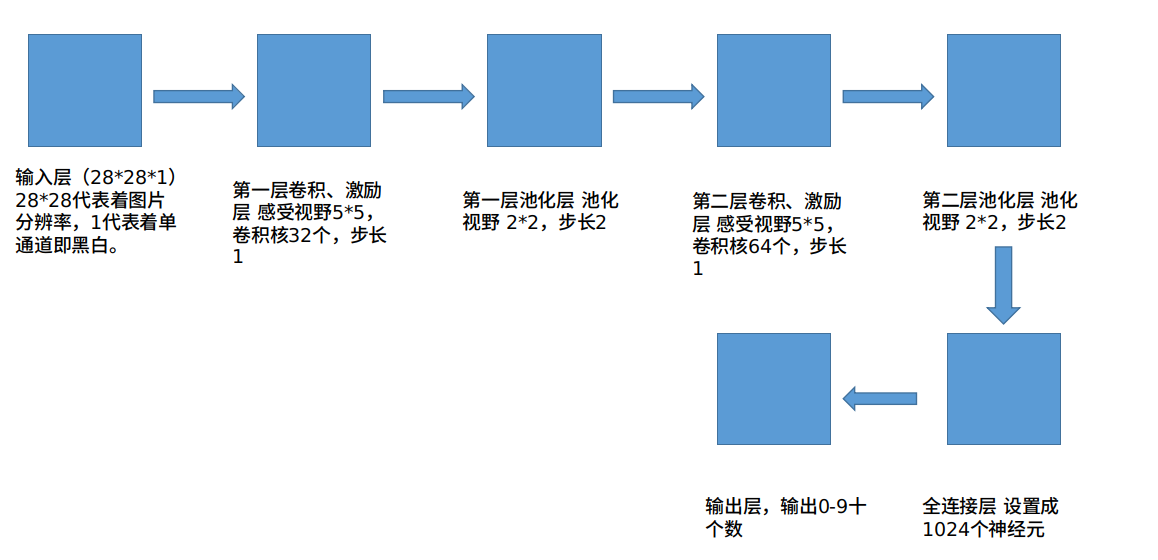 输入层（28*28*1）
28*28代表着图片
分辨率，1代表着单
通道即黑白。
第一层卷积、激励
层 感受视野5*5，
卷积核32个，步长
1
第一层池化层 池化
视野 2*2，步长2
第二层卷积、激励
层 感受视野5*5，
卷积核64个，步长
1
第二层池化层 池化
视野 2*2，步长2
输出层，输出0-9十
个数
全连接层 设置成
1024个神经元